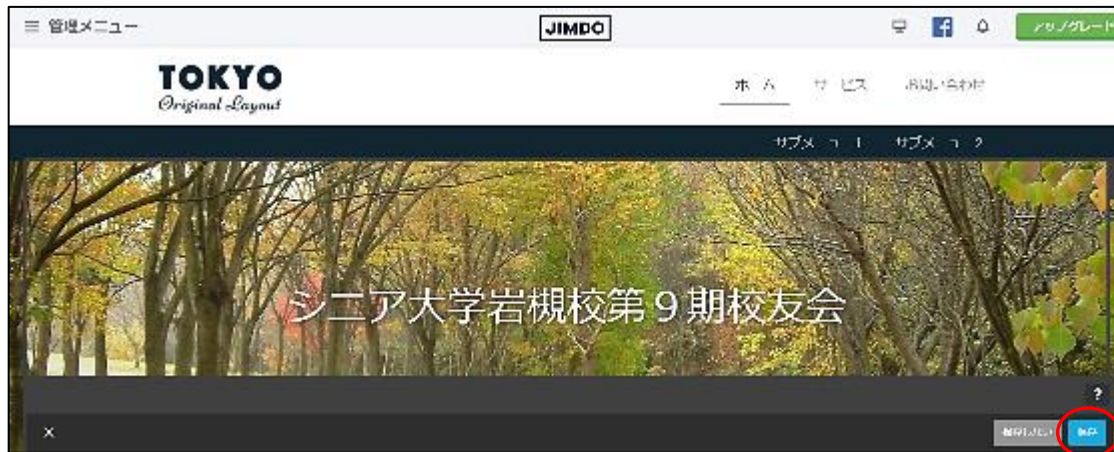 管理メニュー
JIMDO
アップグレード
TOKYO
Original Layout
ホーム サービス お問い合わせ
サブメニュー1 サブメニュー2
シニア大学岩槻校第9期校友会
?
保存